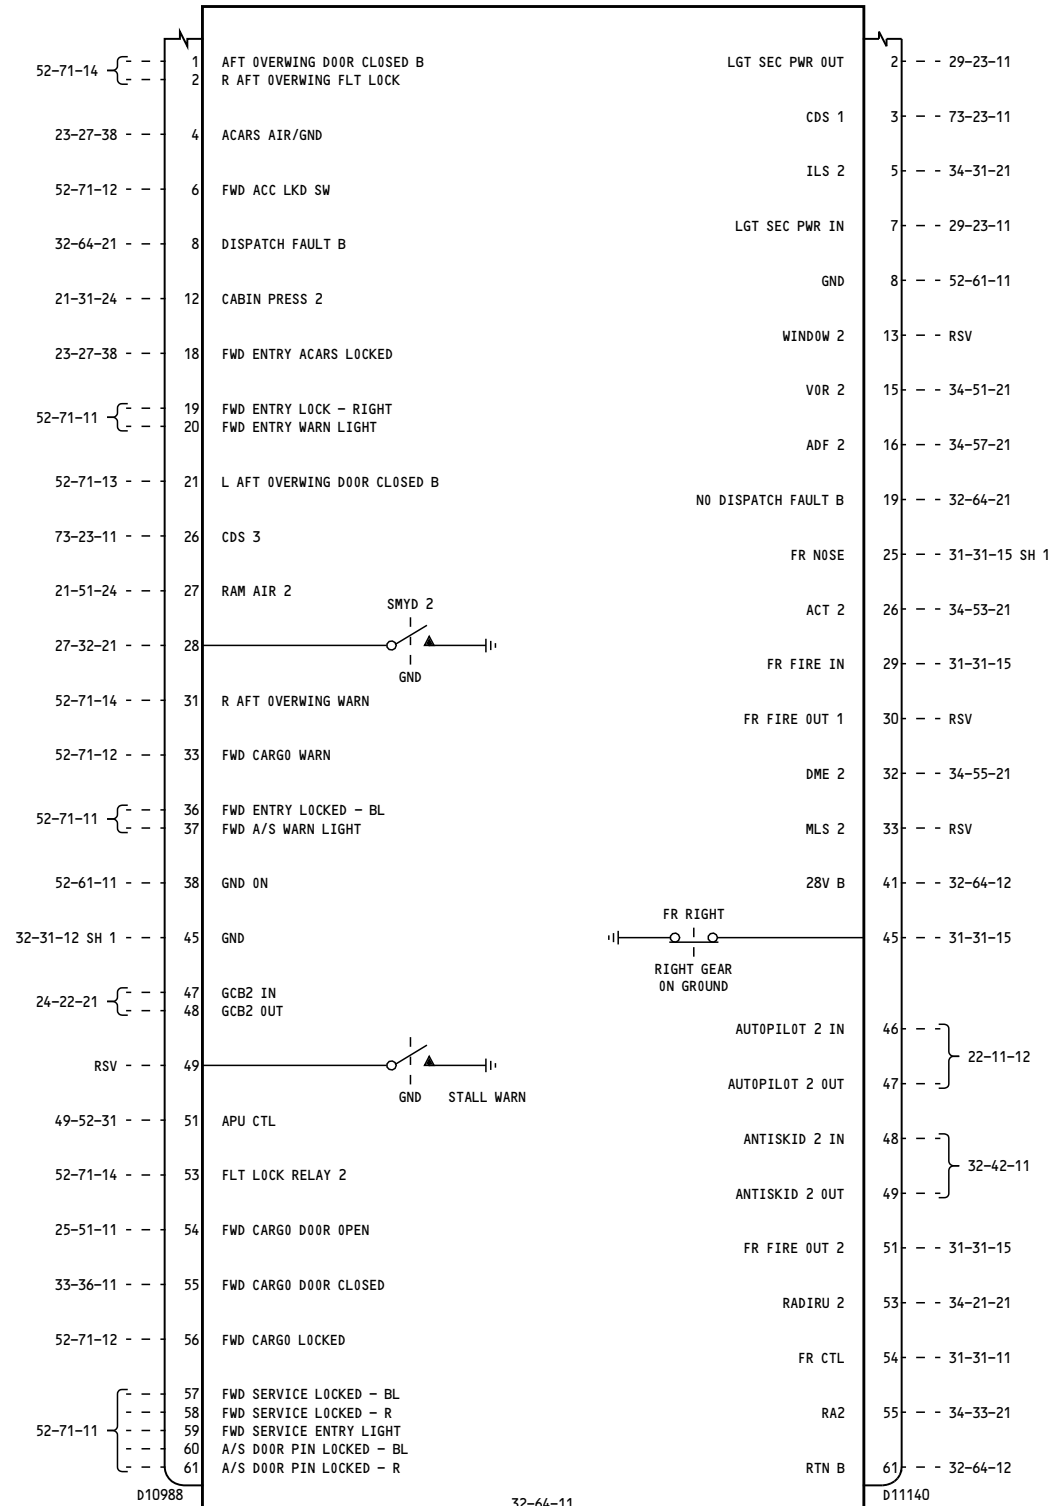 52-71-14 1 AFT OVERWING DOOR CLOSED B LGT SEC PWR OUT 2 29-23-11
2 R AFT OVERWING FLT LOCK
CDS 1 3 73-23-11
23-27-38 4 ACARS AIR/GND
ILS 2 5 34-31-21
52-71-12 6 FWD ACC LKD SW
LGT SEC PWR IN 7 29-23-11
32-64-21 8 DISPATCH FAULT B
GND 8 52-61-11
21-31-24 12 CABIN PRESS 2
WINDOW 2 13 RSV
23-27-38 18 FWD ENTRY ACARS LOCKED
VOR 2 15 34-51-21
52-71-11 19 FWD ENTRY LOCK - RIGHT
20 FWD ENTRY WARN LIGHT
ADF 2 16 34-57-21
52-71-13 21 L AFT OVERWING DOOR CLOSED B
NO DISPATCH FAULT B 19 32-64-21
73-23-11 26 CDS 3
FR NOSE 25 31-31-15 SH 1
21-51-24 27 RAM AIR 2
SMYD 2
ACT 2 26 34-53-21
27-32-21 28
FR FIRE IN 29 31-31-15
GND
52-71-14 31 R AFT OVERWING WARN
FR FIRE OUT 1 30 RSV
52-71-12 33 FWD CARGO WARN
DME 2 32 34-55-21
52-71-11 36 FWD ENTRY LOCKED - BL
37 FWD A/S WARN LIGHT MLS 2 33 RSV
52-61-11 38 GND ON 28V B 41 32-64-12
FR RIGHT
32-31-12 SH 1 45 GND 45 31-31-15
RIGHT GEAR
ON GROUND
24-22-21 47 GCB2 IN
48 GCB2 OUT
AUTOPILOT 2 IN 46
22-11-12
RSV 49
AUTOPILOT 2 OUT 47
GND STALL WARN
49-52-31 51 APU CTL
ANTISKID 2 IN 48
32-42-11
52-71-14 53 FLT LOCK RELAY 2
ANTISKID 2 OUT 49
25-51-11 54 FWD CARGO DOOR OPEN
FR FIRE OUT 2 51 31-31-15
33-36-11 55 FWD CARGO DOOR CLOSED
RADIRU 2 53 34-21-21
52-71-12 56 FWD CARGO LOCKED
FR CTL 54 31-31-11
52-71-11 57 FWD SERVICE LOCKED - BL
58 FWD SERVICE LOCKED - R RA2 55 34-33-21
59 FWD SERVICE ENTRY LIGHT
60 A/S DOOR PIN LOCKED - BL
61 A/S DOOR PIN LOCKED - R RTN B 61 32-64-12
D10988 D11140
32-64-11